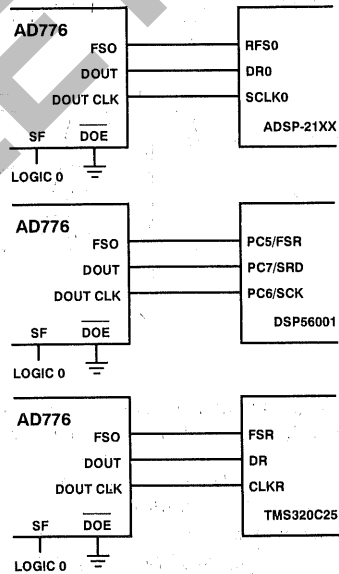 AD776
FSO RFS0
DOUT DR0
DOUT CLK SCLK0
ADSP-21XX
SF DOE
LOGIC 0
AD776
FSO PC5/FSR
DOUT PC7/SRD
DOUT CLK PC6/SCK
DSP56001
SF DOE
LOGIC 0
AD776
FSO FSR
DOUT DR
DOUT CLK CLKR
TMS320C25
SF DOE
LOGIC 0